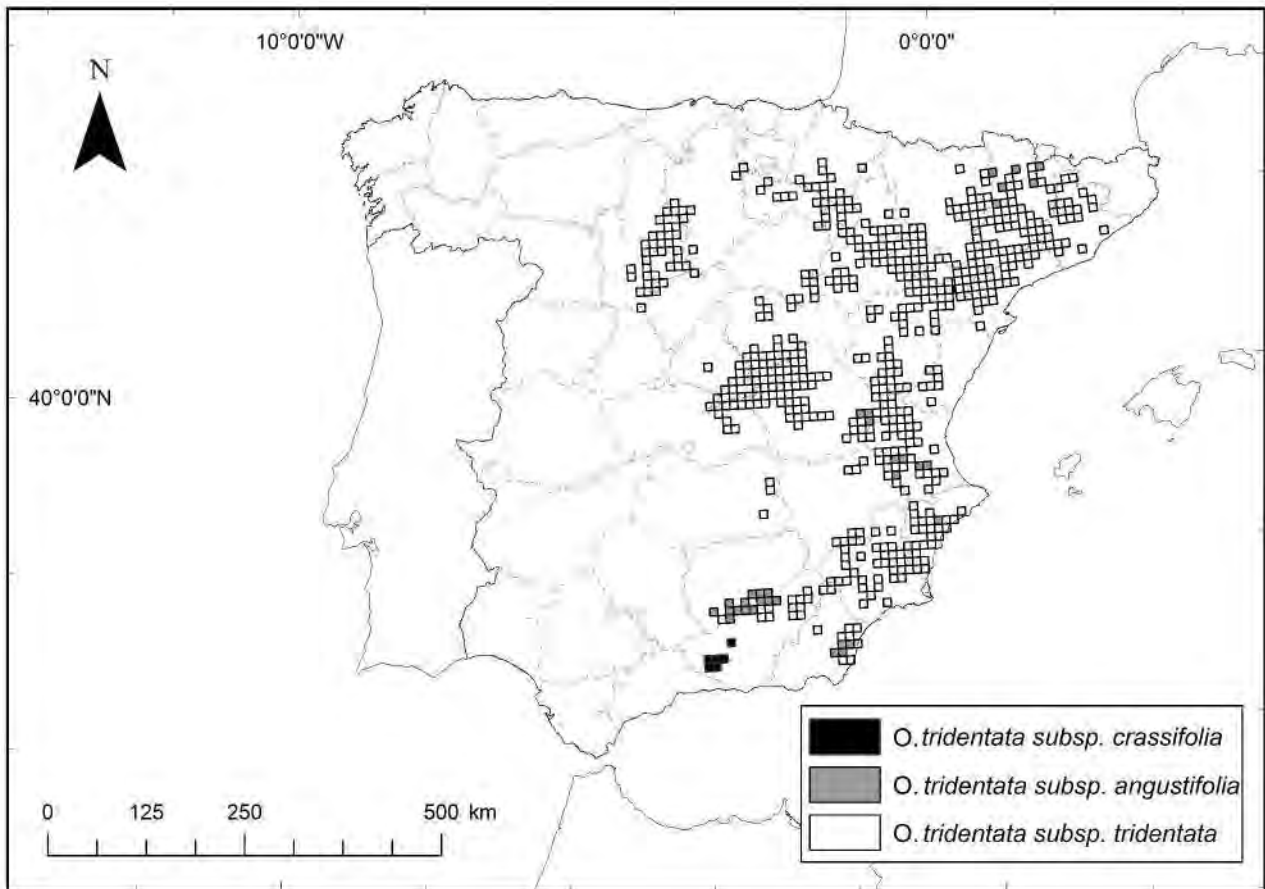 10°0'0"W
0°0'0"
N
40°0'0"N
O. tridentata subsp. crassifolia
O. tridentata subsp. angustifolia
O. tridentata subsp. tridentata
0 125 250 500 km